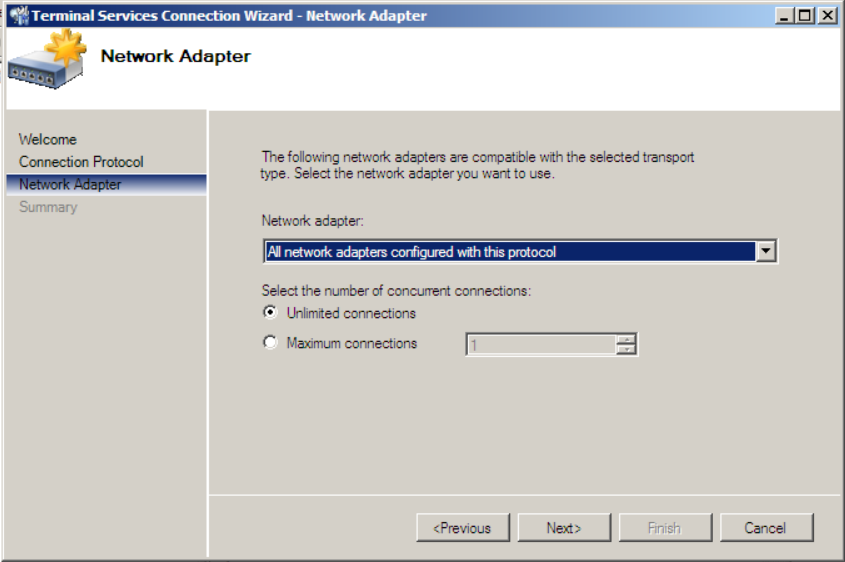 Terminal Services Connection Wizard - Network Adapter
Network Adapter
Welcome
Connection Protocol
Network Adapter
Summary
The following network adapters are compatible with the selected transport
type. Select the network adapter you want to use.
Network adapter:
All network adapters configured with this protocol
Select the number of concurrent connections:
Unlimited connections
Maximum connections 1
<Previous Next> Finish Cancel